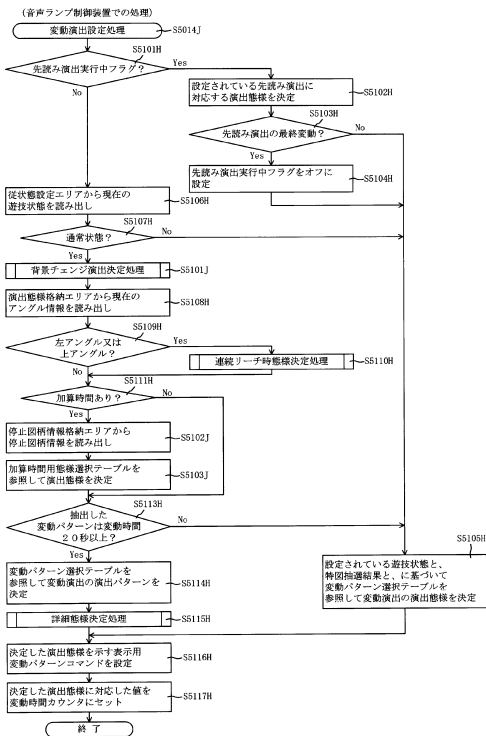 (音声ランプ制御装置での処理)
変動演出設定処理
S5014J
S5101H
先読み演出実行中フラグ?
Yes
No
設定されている先読み演出に
対応する演出態様を決定
S5102H
S5103H
先読み演出の最終変動?
No
Yes
先読み演出実行中フラグをオフに
設定
S5104H
従状態設定エリアから現在の
遊技状態を読み出し
S5106H
S5107H
通常状態?
No
Yes
背景チェンジ演出決定処理
S5101J
演出態様格納エリアから現在の
アングル情報を読み出し
S5108H
S5109H
左アングル又は
上アングル?
Yes
No
連続リーチ時態様決定処理
S5110H
S5111H
加算時間あり?
No
Yes
停止図柄情報格納エリアから
停止図柄情報を読み出し
S5102J
加算時間用態様選択テーブルを
参照して演出態様を決定
S5103J
S5113H
抽出した
変動パターンは変動時間
20秒以上?
No
Yes
S5105H
設定されている遊技状態と、
特図抽選結果と、に基づいて
変動パターン選択テーブルを
参照して変動演出の演出態様を決定
変動パターン選択テーブルを
参照して変動演出の演出パターンを
決定
S5114H
詳細態様決定処理
S5115H
決定した演出態様を示す表示用
変動パターンコマンドを設定
S5116H
決定した演出態様に対応した値を
変動時間カウンタにセット
S5117H
終了